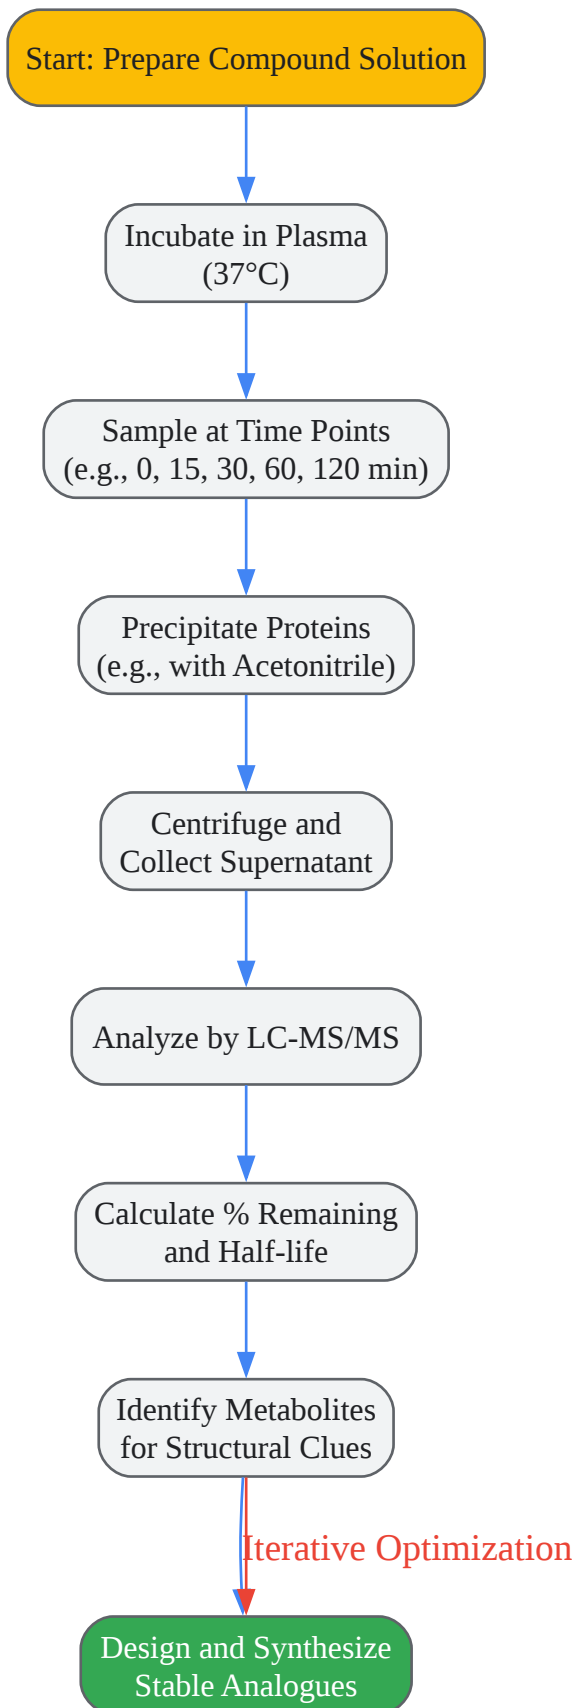 Start: Prepare Compound Solution
Incubate in Plasma
(37°C)
Sample at Time Points
(e.g., 0, 15, 30, 60, 120 min)
Precipitate Proteins
(e.g., with Acetonitrile)
Centrifuge and
Collect Supernatant
Analyze by LC-MS/MS
Calculate % Remaining
and Half-life
Identify Metabolites
for Structural Clues
Iterative Optimization
Design and Synthesize
Stable Analogues